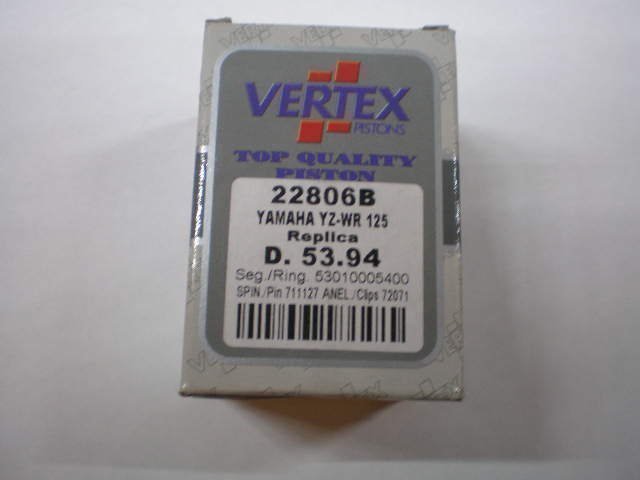 VERTEX
PISTONS
TOP QUALITY
PISTON
22806B
YAMAHA YZ-WR 125
Replica
D. 53.94
Seg./Ring. 53010005400
SPIN./Pin 711127 ANEL./Clips 72071